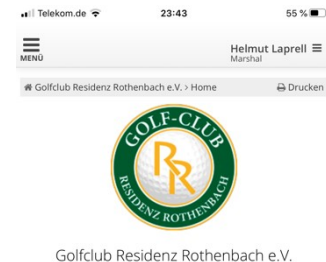 Telekom.de 23:43 55 %
MENÜ
Helmut Laprell
Marshal
Golfclub Residenz Rothenbach e.V. › Home Drucken
GOLF-CLUB
RR
RESIDENZ ROTHENBACH
Golfclub Residenz Rothenbach e.V.